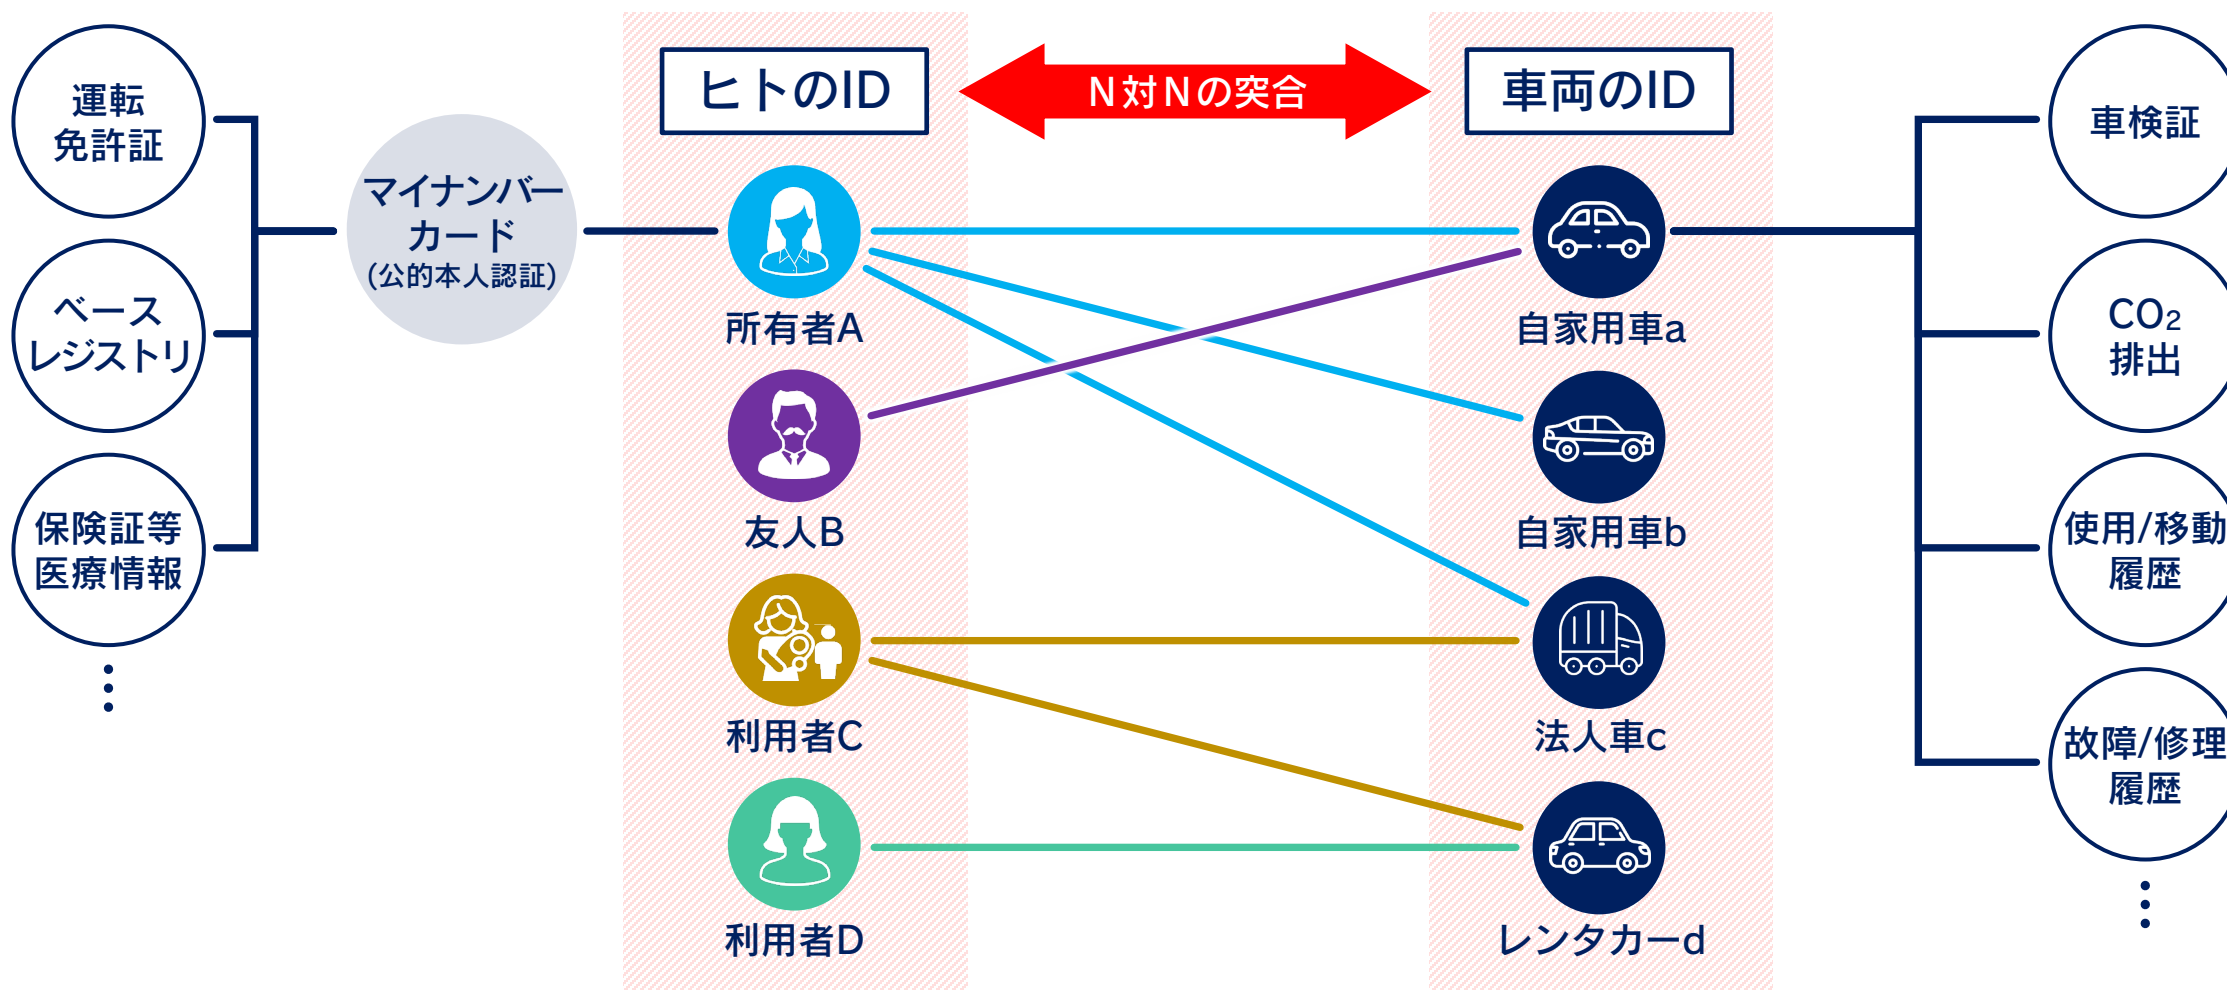 運転
免許証
ベース
レジストリ
保険証等
医療情報
マイナンバー
カード
(公的本人認証)
ヒトのID
N対Nの突合
車両のID
所有者A
友人B
利用者C
利用者D
自家用車a
自家用車b
法人車c
レンタカーd
車検証
CO₂
排出
使用/移動
履歴
故障/修理
履歴